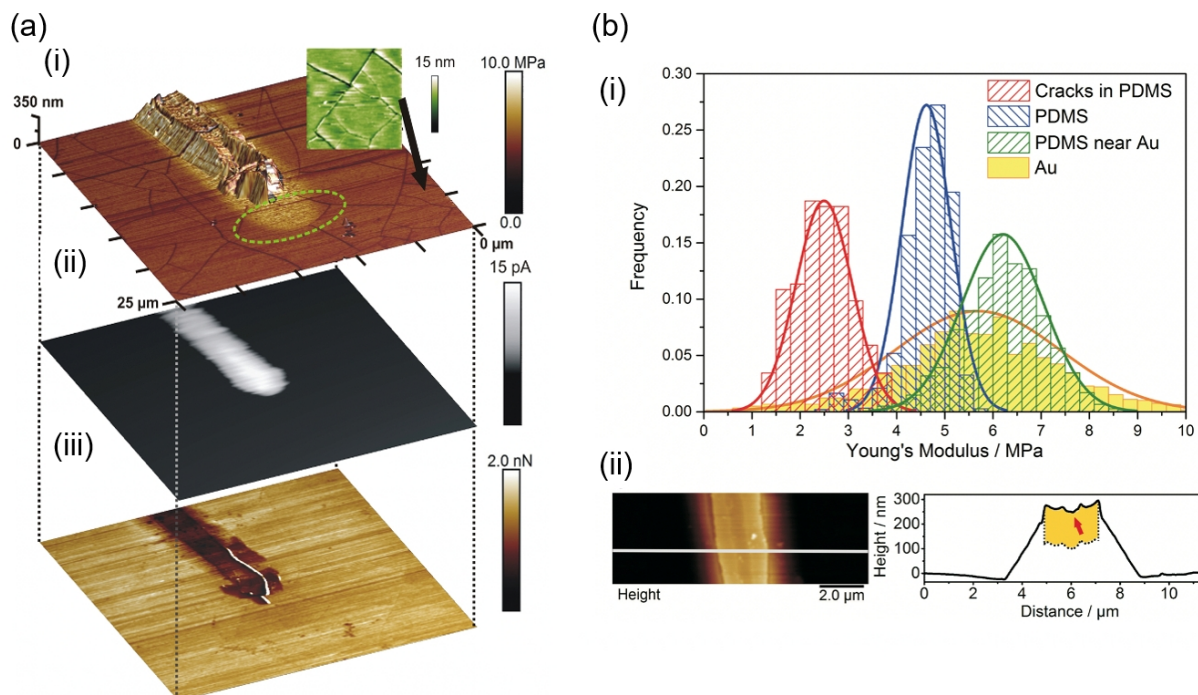 (a)
(i)
350 nm
0
15 nm
10.0 MPa
0.0
0 µm
(ii)
25 µm
15 pA
(iii)
2.0 nN
(b)
(i)
0.30
0.25
0.20
0.15
0.10
0.05
0.00
Frequency
Cracks in PDMS
PDMS
PDMS near Au
Au
0 1 2 3 4 5 6 7 8 9 10
Young's Modulus / MPa
(ii)
Height
2.0 µm
Height / nm
300
200
100
0
0 2 4 6 8 10
Distance / µm